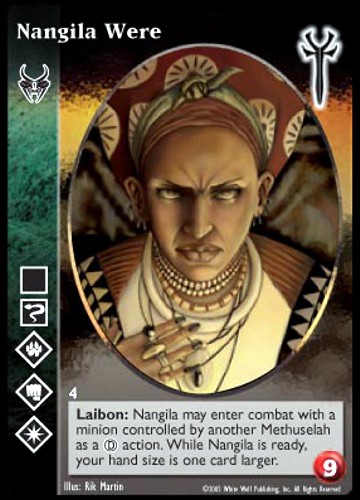 Nangila Were
4
Laibon: Nangila may enter combat with a
minion controlled by another Methuselah
as a Ⓓ action. While Nangila is ready,
your hand size is one card larger.
9
Illus: Rik Martin
©2005 White Wolf Publishing, Inc. All Rights Reserved